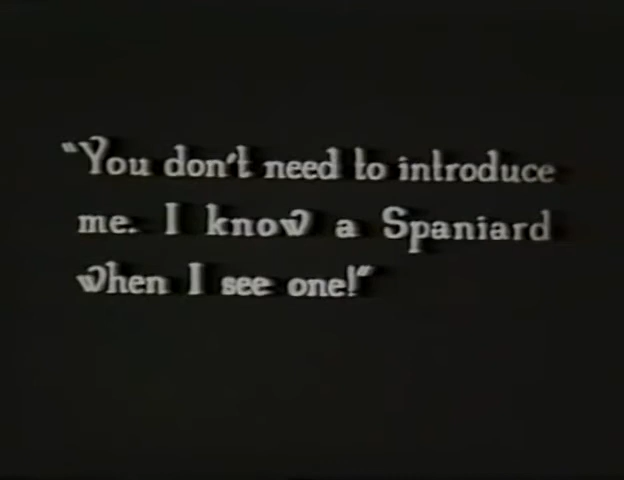 "You don't need to introduce
me. I know a Spaniard
when I see one!"